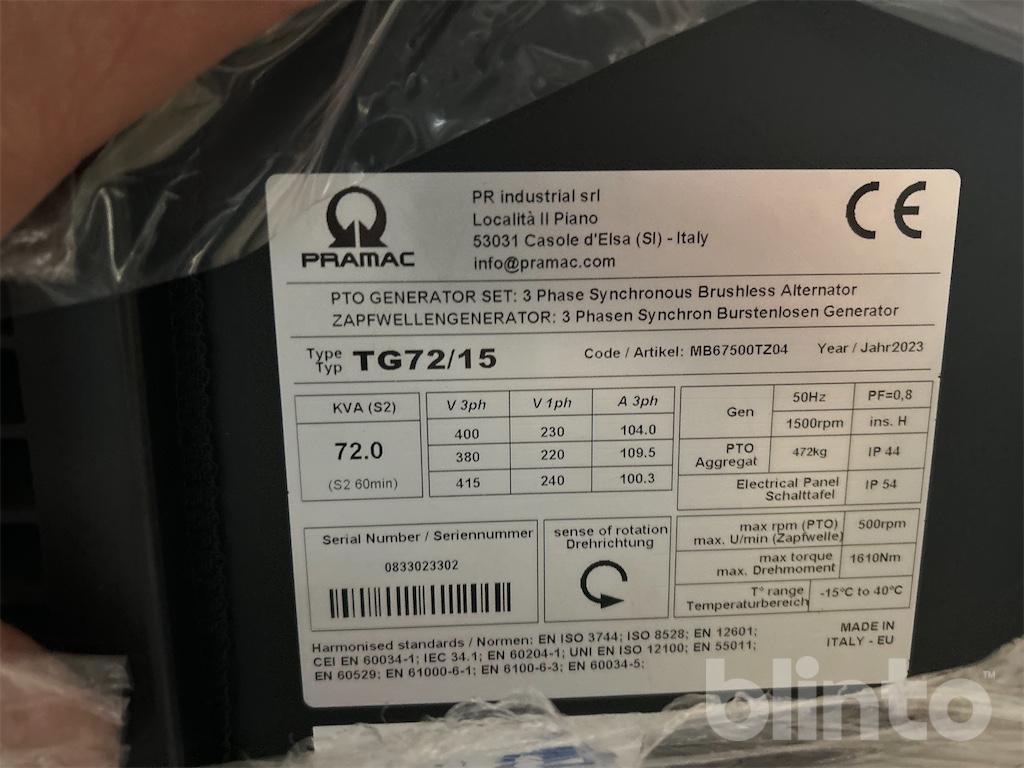 PRAMAC
PR industrial srl
Località Il Piano
53031 Casole d'Elsa (SI) - Italy
info@pramac.com
CE
PTO GENERATOR SET: 3 Phase Synchronous Brushless Alternator
ZAPFWELLENGENERATOR: 3 Phasen Synchron Burstenlosen Generator
Type
Typ
TG72/15
Code / Artikel: MB67500TZ04
Year / Jahr2023
KVA (S2)
72.0
(S2 60min)
V 3ph V 1ph A 3ph
400 230 104.0
380 220 109.5
415 240 100.3
Gen 50Hz PF=0,8
1500rpm ins. H
PTO
Aggregat
472kg IP 44
Electrical Panel
Schalttafel
IP 54
Serial Number / Seriennummer
0833023302
sense of rotation
Drehrichtung
max rpm (PTO)
max. U/min (Zapfwelle)
500rpm
max torque
max. Drehmoment
1610Nm
T° range
Temperaturbereich
-15°C to 40°C
Harmonised standards / Normen: EN ISO 3744; ISO 8528; EN 12601;
CEI EN 60034-1; IEC 34.1; EN 60204-1; UNI EN ISO 12100; EN 55011;
EN 60529; EN 61000-6-1; EN 6100-6-3; EN 60034-5;
MADE IN
ITALY - EU
blinto™